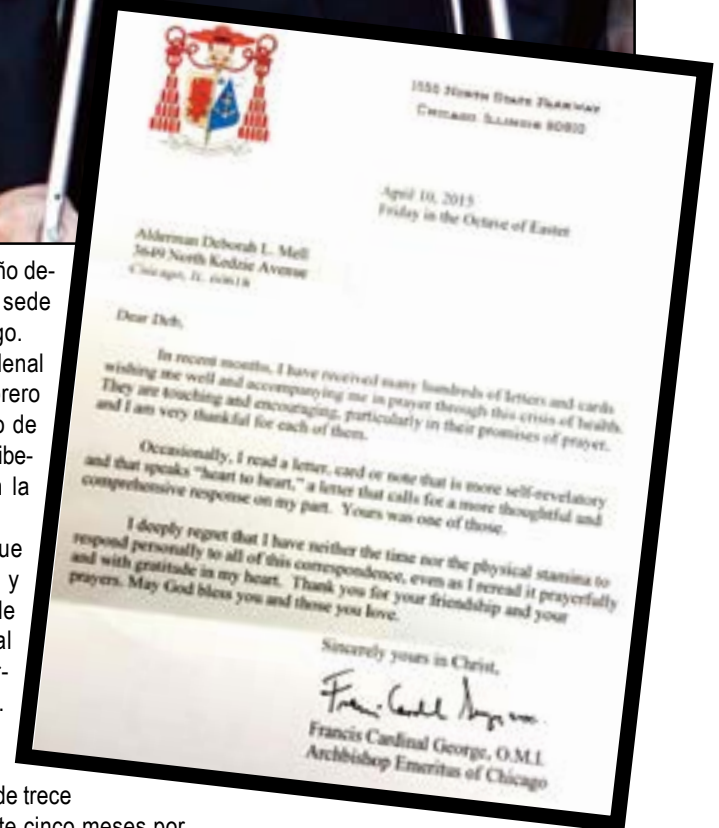 1555 North State Parkway
Chicago, Illinois 60610
April 10, 2015
Friday in the Octave of Easter
Alderman Deborah L. Mell
3649 North Kedzie Avenue
Chicago, IL 60618
Dear Deb,
In recent months, I have received many hundreds of letters and cards
wishing me well and accompanying me in prayer through this crisis of health.
They are touching and encouraging, particularly in their promises of prayer,
and I am very thankful for each of them.
Occasionally, I read a letter, card or note that is more self-revelatory
and that speaks "heart to heart," a letter that calls for a more thoughtful and
comprehensive response on my part. Yours was one of those.
I deeply regret that I have neither the time nor the physical stamina to
respond personally to all of this correspondence, even as I reread it prayerfully
and with gratitude in my heart. Thank you for your friendship and your
prayers. May God bless you and those you love.
Sincerely yours in Christ,
Francis Cardinal George, O.M.I.
Archbishop Emeritus of Chicago
ño de-
sede
go.
denal
rero
o de
ibe-
la
ue
y
le
al
r-
de trece
te cinco meses por